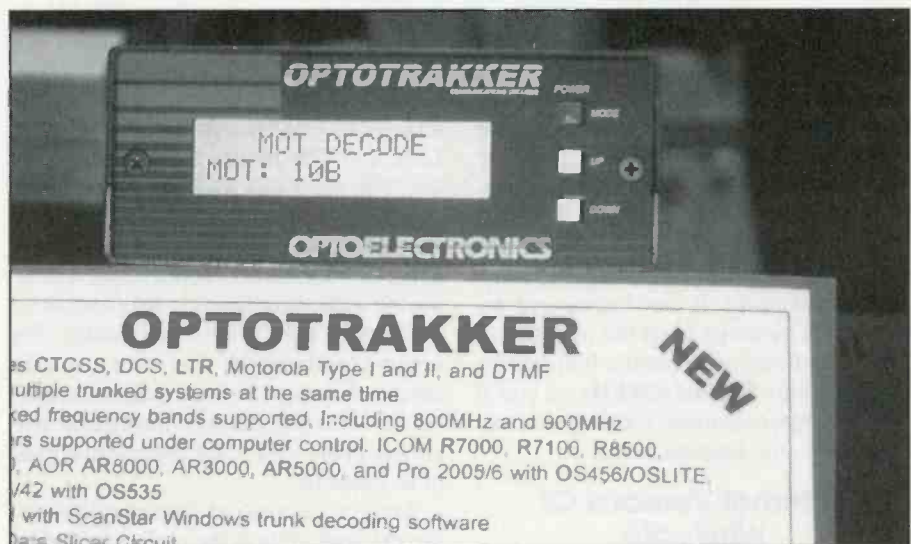 OPTOTRAKKER
POWER
MODE
MOT DECODE
MOT: 10B
UP
DOWN
OPTOELECTRONICS
OPTOTRAKKER
NEW
es CTCSS, DCS, LTR, Motorola Type I and II, and DTMF
ultiple trunked systems at the same time
ked frequency bands supported, Including 800MHz and 900MHz
ers supported under computer control. ICOM R7000, R7100, R8500,
, AOR AR8000, AR3000, AR5000, and Pro 2005/6 with OS456/OSLITE,
/42 with OS535
with ScanStar Windows trunk decoding software
Data Slicer Circuit